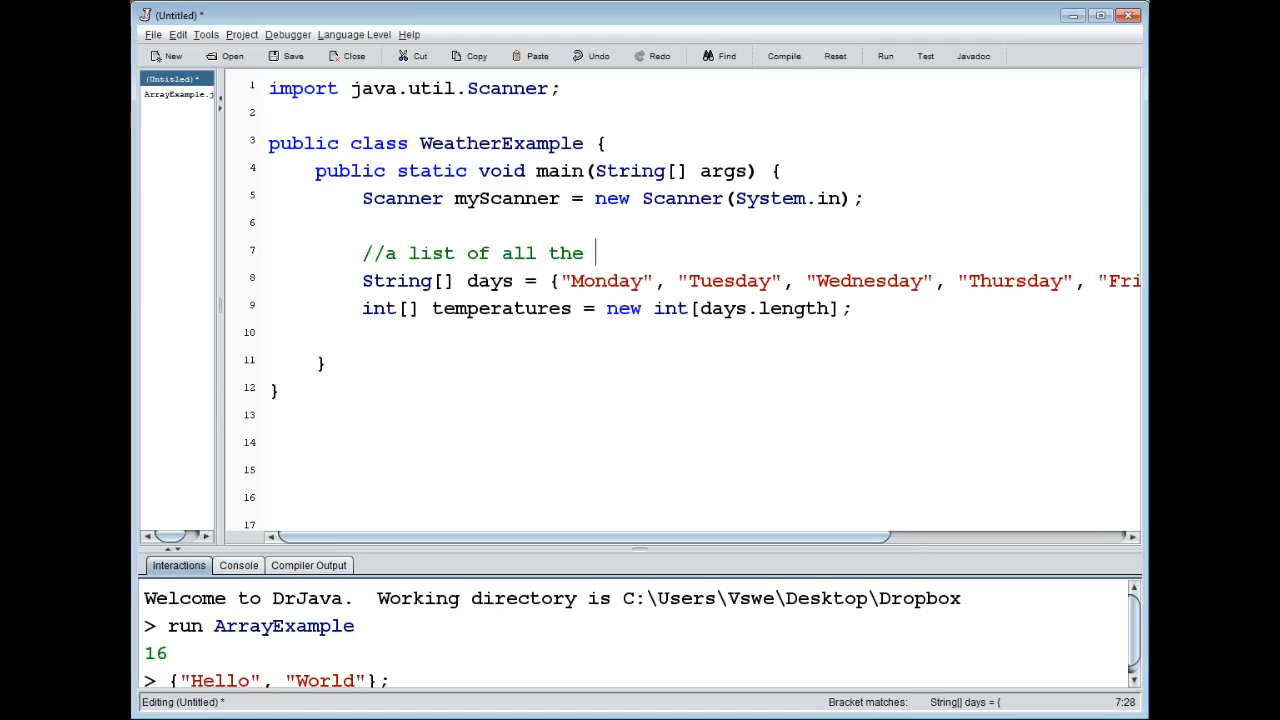 (Untitled) *
File Edit Tools Project Debugger Language Level Help
New Open Save Close Cut Copy Paste Undo Redo Find Compile Reset Run Test Javadoc
(Untitled) *
ArrayExample.j
1 import java.util.Scanner;
2
3 public class WeatherExample {
4 public static void main(String[] args) {
5 Scanner myScanner = new Scanner(System.in);
6
7 //a list of all the
8 String[] days = {"Monday", "Tuesday", "Wednesday", "Thursday", "Fri
9 int[] temperatures = new int[days.length];
10
11 }
12 }
13
14
15
16
17
Interactions Console Compiler Output
Welcome to DrJava. Working directory is C:\Users\Vswe\Desktop\Dropbox
> run ArrayExample
16
> {"Hello", "World"};
Editing (Untitled) * Bracket matches: String[] days = { 7:28